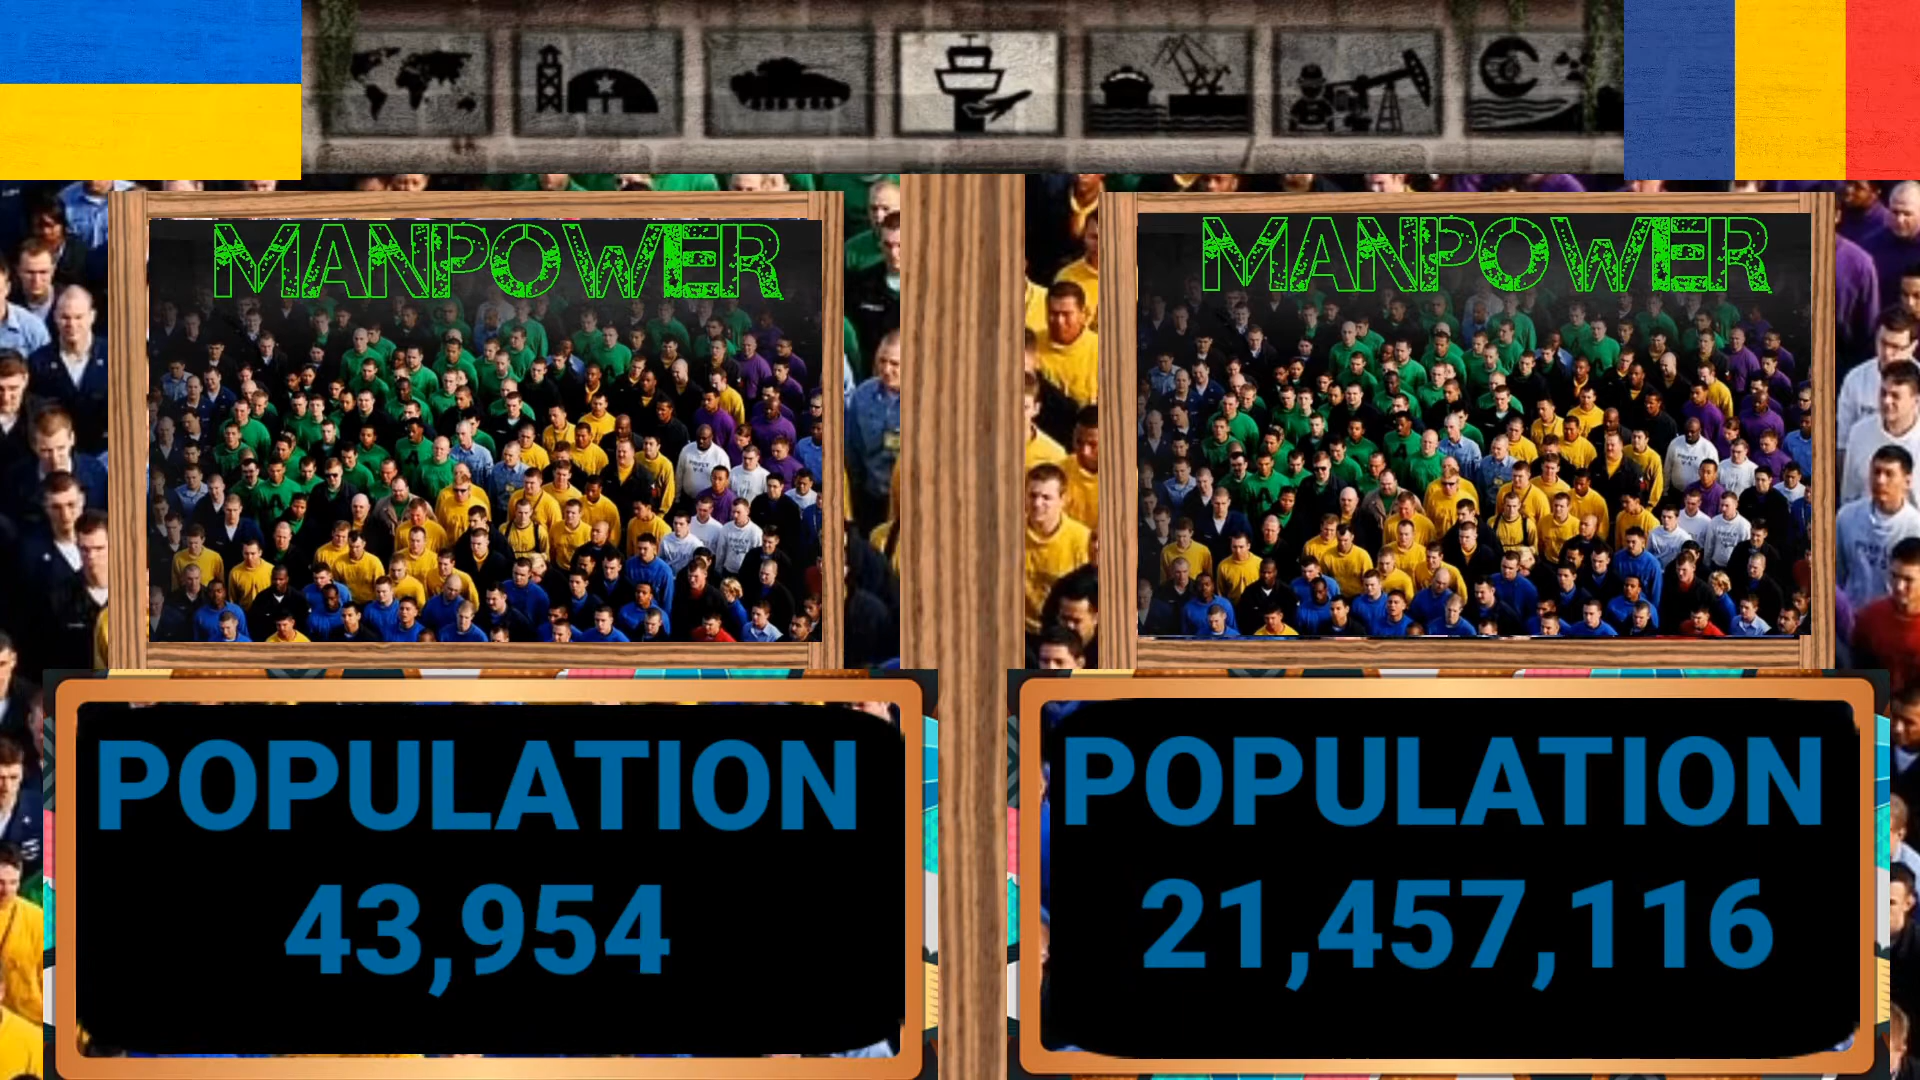 MANPOWER
POPULATION
43,954
MANPOWER
POPULATION
21,457,116